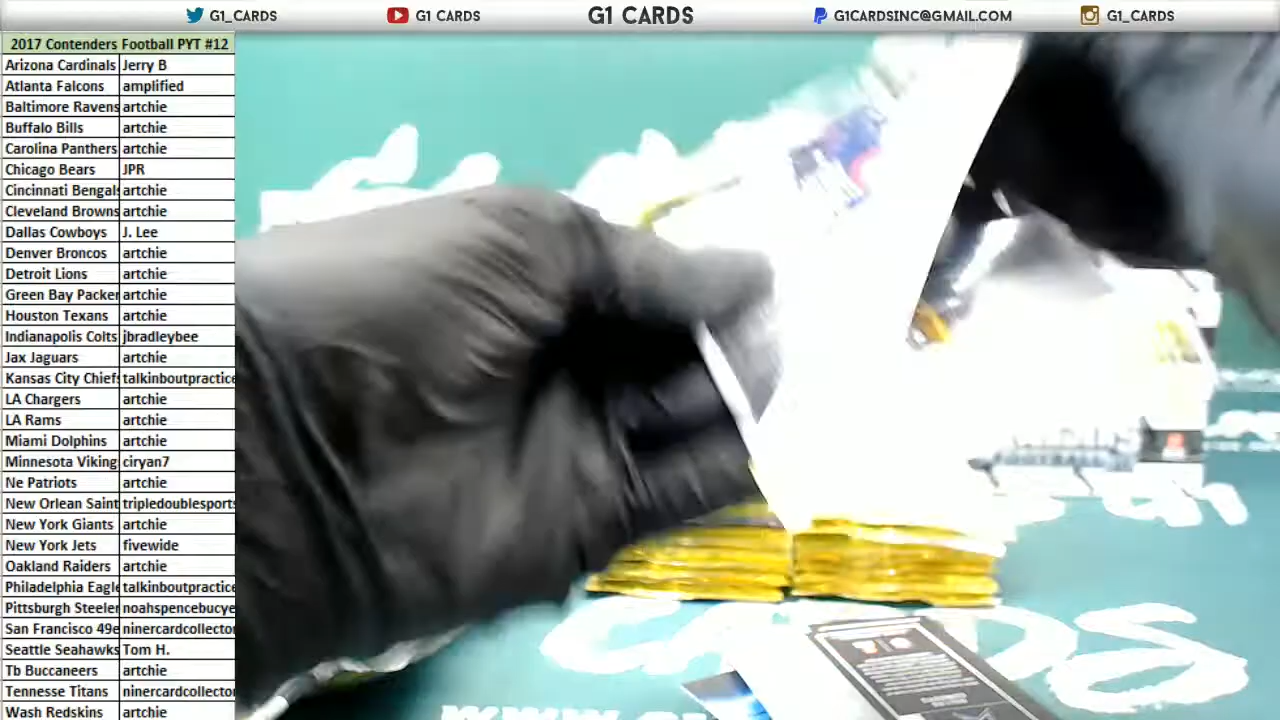 G1_CARDS
G1 CARDS
G1 CARDS
G1CARDSINC@GMAIL.COM
G1_CARDS
2017 Contenders Football PYT #12
Arizona Cardinals Jerry B
Atlanta Falcons amplified
Baltimore Ravens artchie
Buffalo Bills artchie
Carolina Panthers artchie
Chicago Bears JPR
Cincinnati Bengals artchie
Cleveland Browns artchie
Dallas Cowboys J. Lee
Denver Broncos artchie
Detroit Lions artchie
Green Bay Packer artchie
Houston Texans artchie
Indianapolis Colts jbradleybee
Jax Jaguars artchie
Kansas City Chiefs talkinboutpractice
LA Chargers artchie
LA Rams artchie
Miami Dolphins artchie
Minnesota Viking ciryan7
Ne Patriots artchie
New Orlean Saint tripledoublesports
New York Giants artchie
New York Jets fivewide
Oakland Raiders artchie
Philadelphia Eagle talkinboutpractice
Pittsburgh Steeler noahspencebucye
San Francisco 49e ninercardcollector
Seattle Seahawks Tom H.
Tb Buccaneers artchie
Tennesse Titans ninercardcollector
Wash Redskins artchie
CARDS